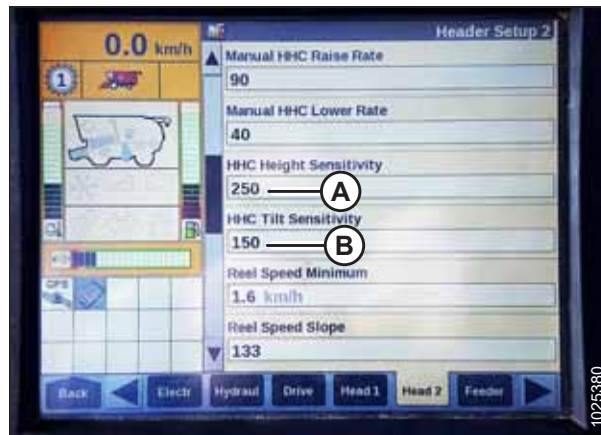 0.0 km/h
Header Setup 2
1
Manual HHC Raise Rate
90
Manual HHC Lower Rate
40
HHC Height Sensitivity
250
A
HHC Tilt Sensitivity
150
B
Reel Speed Minimum
1.6 km/h
Reel Speed Slope
133
GPS
Back
Electr
Hydraul
Drive
Head 1
Head 2
Feeder
1025380